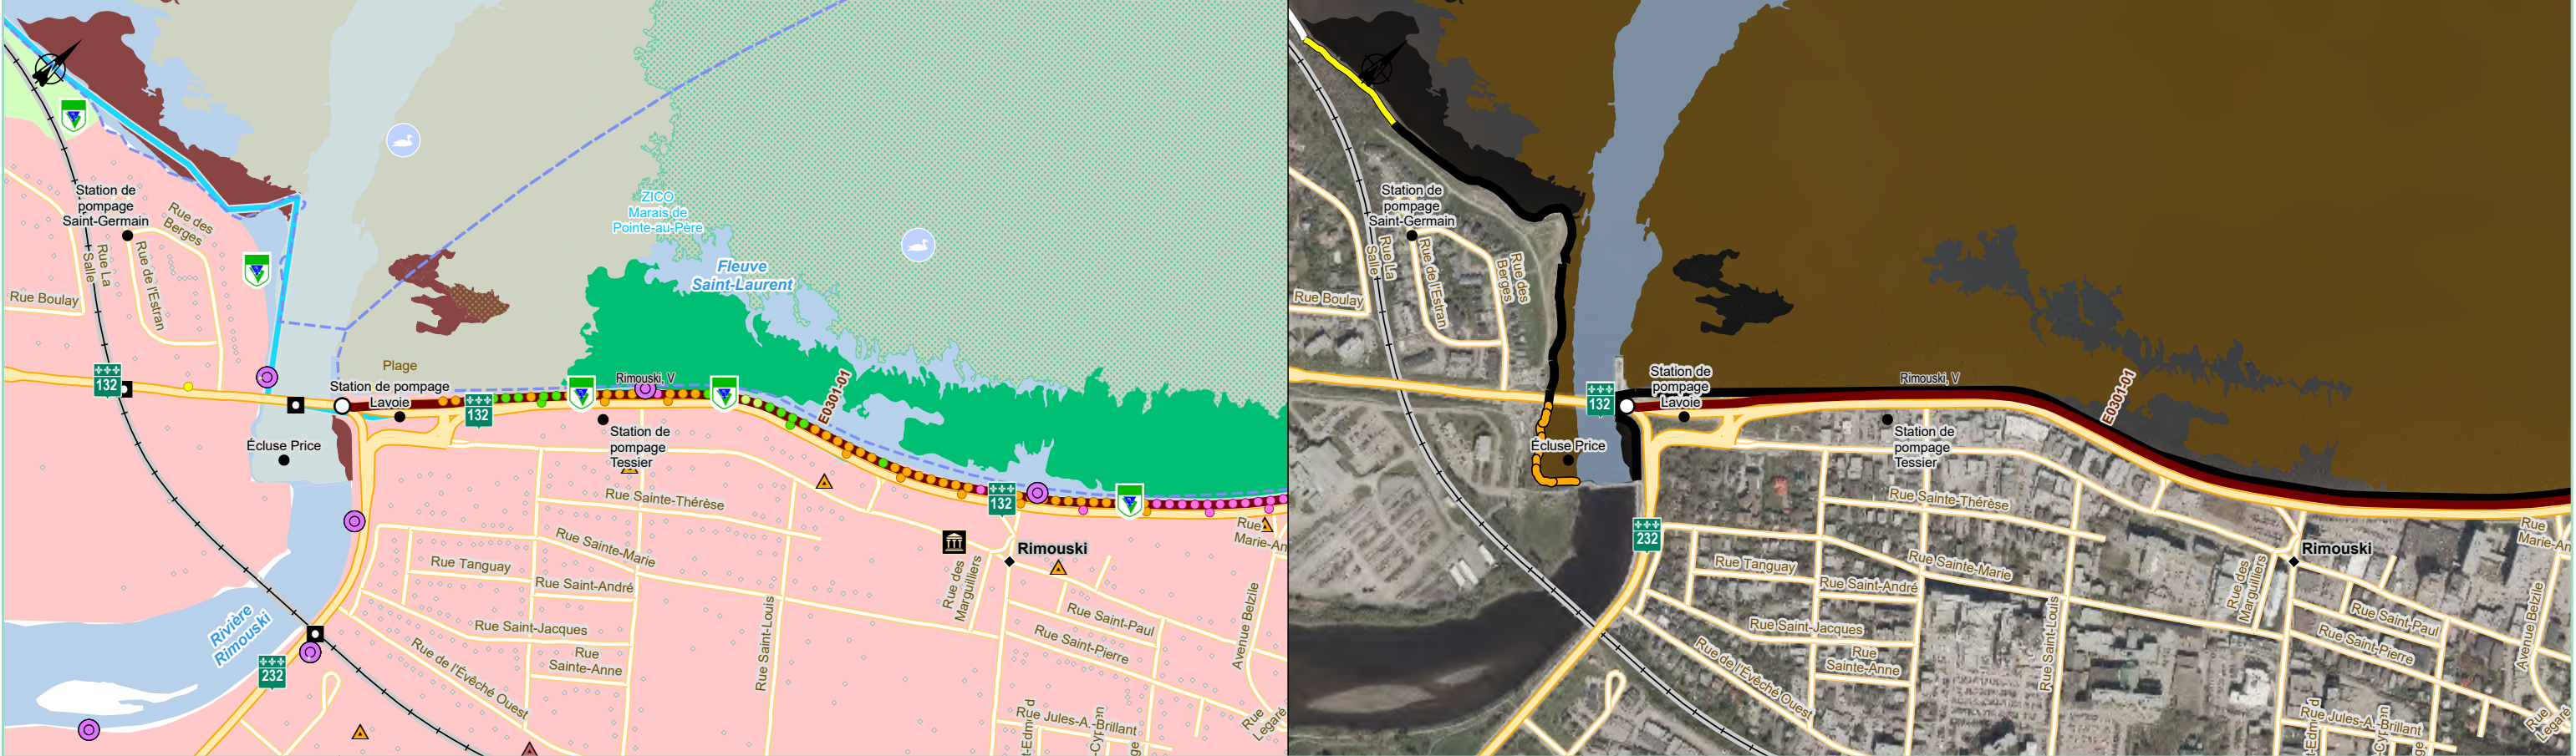 Station de
pompage
Saint-Germain
Rue des
Berges
Rue La
Salle
Rue de l'Estran
Rue Boulay
132
Plage
Station de pompage
Lavoie
132
Écluse Price
ZICO
Marais de
Pointe-au-Père
Fleuve
Saint-Laurent
Rimouski, V
E0301-01
Station de
pompage
Tessier
132
Rue Sainte-Thérèse
Rue Sainte-Marie
Rue Tanguay
Rue Saint-André
Rue Saint-Jacques
Rue
Sainte-Anne
Rue de l'Évêché Ouest
Rivière
Rimouski
232
Rue Saint-Louis
Rue des
Marguilliers
Rimouski
Rue
Marie-An
Rue Saint-Paul
Rue Saint-Pierre
Avenue Belzile
Rue Jules-A.-Brillant
Rue
Legaré
Station de
pompage
Saint-Germain
Rue La
Salle
Rue de l'Estran
Rue des
Berges
Rue Boulay
132
Station de
pompage
Lavoie
Écluse Price
Rimouski, V
E0301-01
Station de
pompage
Tessier
232
Rue Sainte-Thérèse
Rue Sainte-Marie
Rue Tanguay
Rue Saint-André
Rue Saint-Jacques
Rue
Sainte-Anne
Rue de l'Évêché Ouest
Rue Saint-Louis
Rue des
Marguilliers
Rimouski
Rue
Marie-An
Rue Saint-Paul
Rue Saint-Pierre
Avenue Belzile
Rue Jules-A.-Brillant
Rue
Legaré